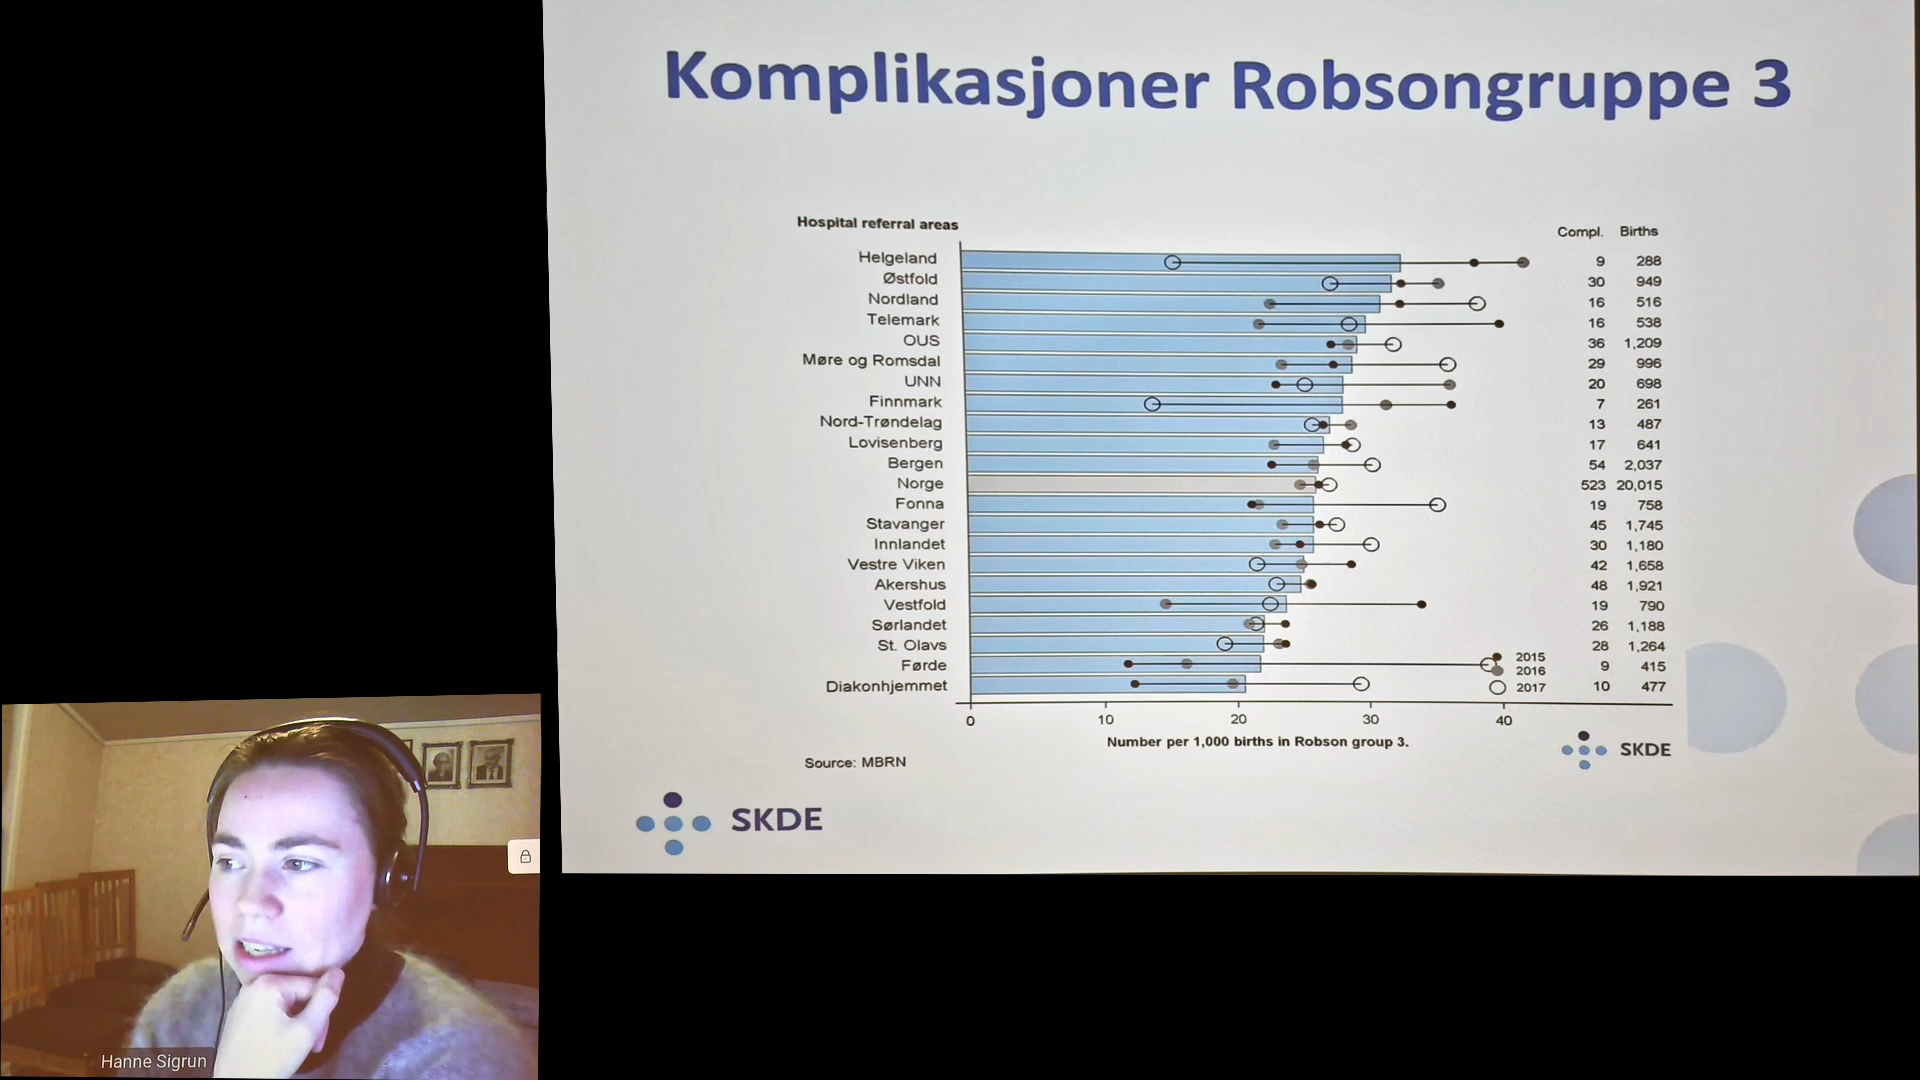 Komplikasjoner Robsongruppe 3
Hospital referral areas Compl. Births
Helgeland 9 288
Østfold 30 949
Nordland 16 516
Telemark 16 538
OUS 36 1,209
Møre og Romsdal 29 996
UNN 20 698
Finnmark 7 261
Nord-Trøndelag 13 487
Lovisenberg 17 641
Bergen 54 2,037
Norge 523 20,015
Fonna 19 758
Stavanger 45 1,745
Innlandet 30 1,180
Vestre Viken 42 1,658
Akershus 48 1,921
Vestfold 19 790
Sørlandet 26 1,188
St. Olavs 28 1,264
Førde 9 415
Diakonhjemmet 10 477
2015
2016
2017
0 10 20 30 40
Number per 1,000 births in Robson group 3.
Source: MBRN
SKDE
SKDE
Hanne Sigrun